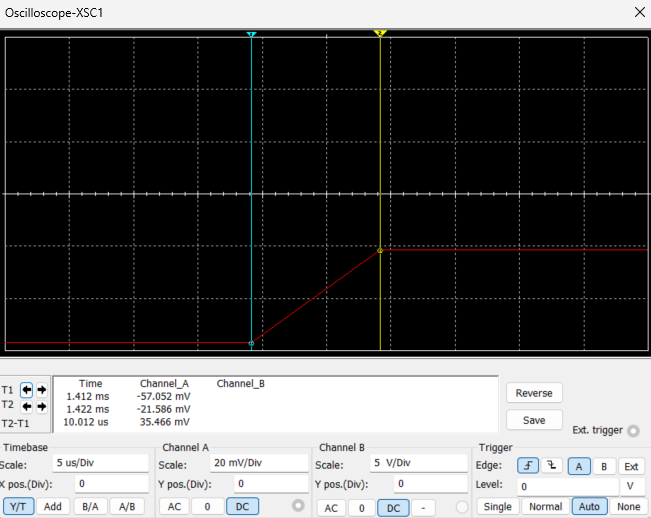 Oscilloscope-XSC1
1 2
Time Channel_A Channel_B
T1 1.412 ms -57.052 mV
T2 1.422 ms -21.586 mV
T2-T1 10.012 us 35.466 mV
Reverse
Save
Ext. trigger
Timebase Channel A Channel B Trigger
Scale: 5 us/Div Scale: 20 mV/Div Scale: 5 V/Div Edge: A B Ext
X pos.(Div): 0 Y pos.(Div): 0 Y pos.(Div): 0 Level: 0 V
Y/T Add B/A A/B AC 0 DC AC 0 DC - Single Normal Auto None